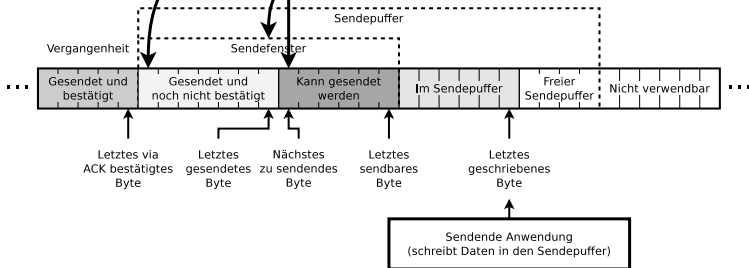 Sendepuffer
Vergangenheit
Sendefenster
Gesendet und
bestätigt
Gesendet und
noch nicht bestätigt
Kann gesendet
werden
Im Sendepuffer
Freier
Sendepuffer
Nicht verwendbar
Letztes via
ACK bestätigtes
Byte
Letztes
gesendetes
Byte
Nächstes
zu sendendes
Byte
Letztes
sendbares
Byte
Letztes
geschriebenes
Byte
Sendende Anwendung
(schreibt Daten in den Sendepuffer)